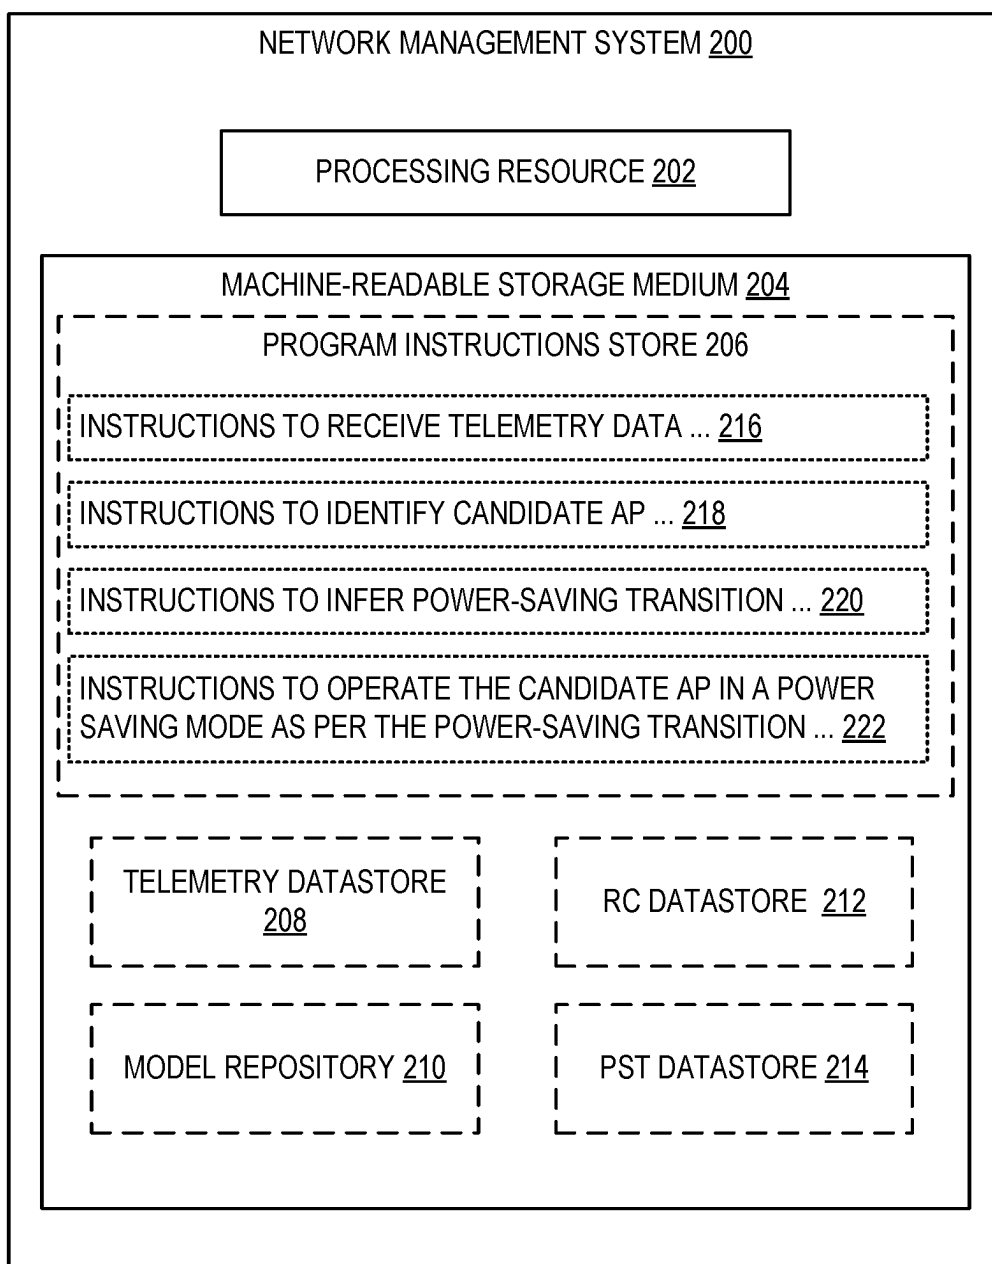 NETWORK MANAGEMENT SYSTEM 200
PROCESSING RESOURCE 202
MACHINE-READABLE STORAGE MEDIUM 204
PROGRAM INSTRUCTIONS STORE 206
INSTRUCTIONS TO RECEIVE TELEMETRY DATA ... 216
INSTRUCTIONS TO IDENTIFY CANDIDATE AP ... 218
INSTRUCTIONS TO INFER POWER-SAVING TRANSITION ... 220
INSTRUCTIONS TO OPERATE THE CANDIDATE AP IN A POWER
SAVING MODE AS PER THE POWER-SAVING TRANSITION ... 222
TELEMETRY DATASTORE
208
RC DATASTORE 212
MODEL REPOSITORY 210
PST DATASTORE 214